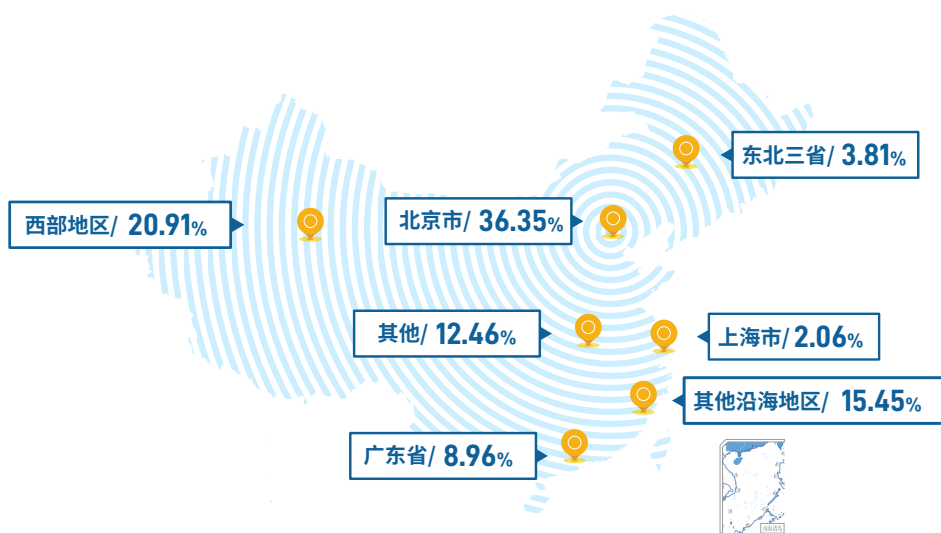 东北三省/ 3.81%
西部地区/ 20.91%
北京市/ 36.35%
其他/ 12.46%
上海市/ 2.06%
其他沿海地区/ 15.45%
广东省/ 8.96%